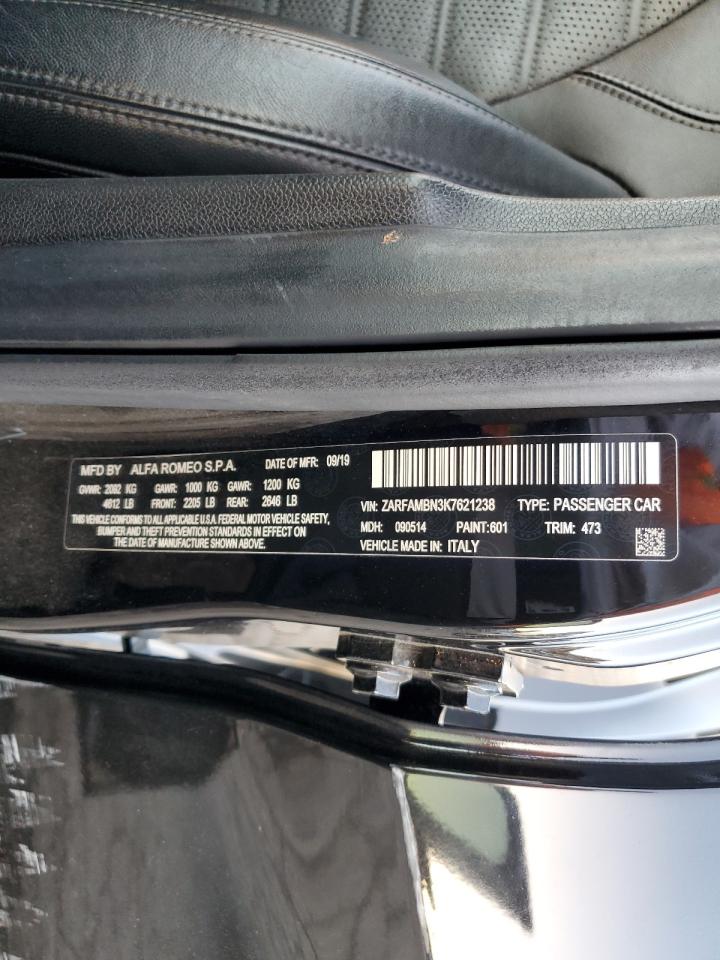 MFD BY ALFA ROMEO S.P.A. DATE OF MFR: 09/19
GVWR: 2092 KG GAWR: 1000 KG GAWR: 1200 KG
4612 LB FRONT: 2205 LB REAR: 2646 LB
THIS VEHICLE CONFORMS TO ALL APPLICABLE U.S.A. FEDERAL MOTOR VEHICLE SAFETY,
BUMPER AND THEFT PREVENTION STANDARDS IN EFFECT ON
THE DATE OF MANUFACTURE SHOWN ABOVE.
VIN: ZARFAMBN3K7621238 TYPE: PASSENGER CAR
MDH: 090514 PAINT:601 TRIM: 473
VEHICLE MADE IN: ITALY